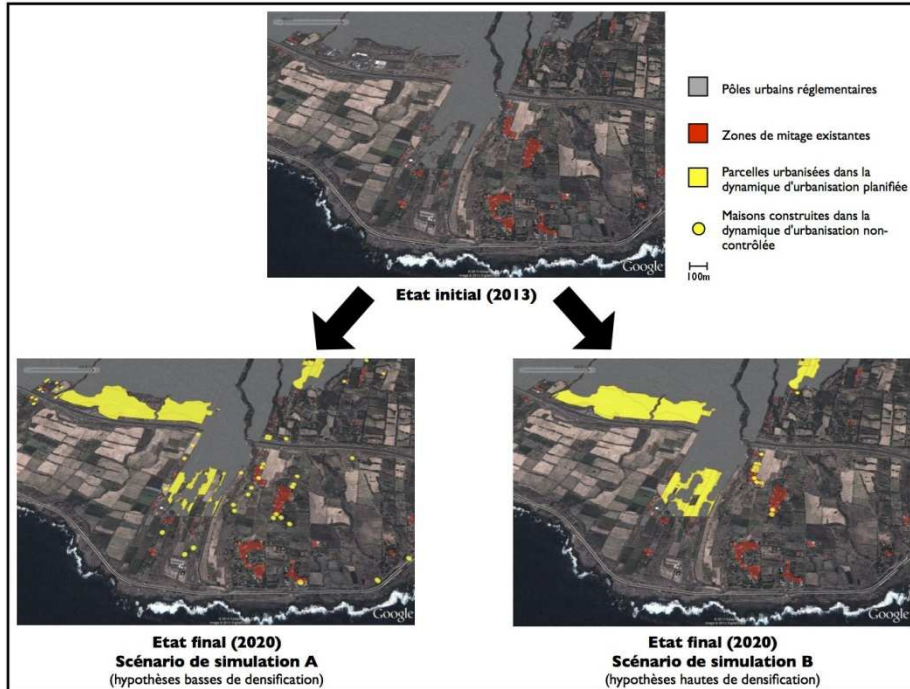 Pôles urbains réglementaires
Zones de mitage existantes
Parcelles urbanisées dans la
dynamique d'urbanisation planifiée
Maisons construites dans la
dynamique d'urbanisation non-
contrôlée
100m
Google
Etat initial (2013)
Google
Google
Etat final (2020)
Scénario de simulation A
(hypothèses basses de densification)
Etat final (2020)
Scénario de simulation B
(hypothèses hautes de densification)